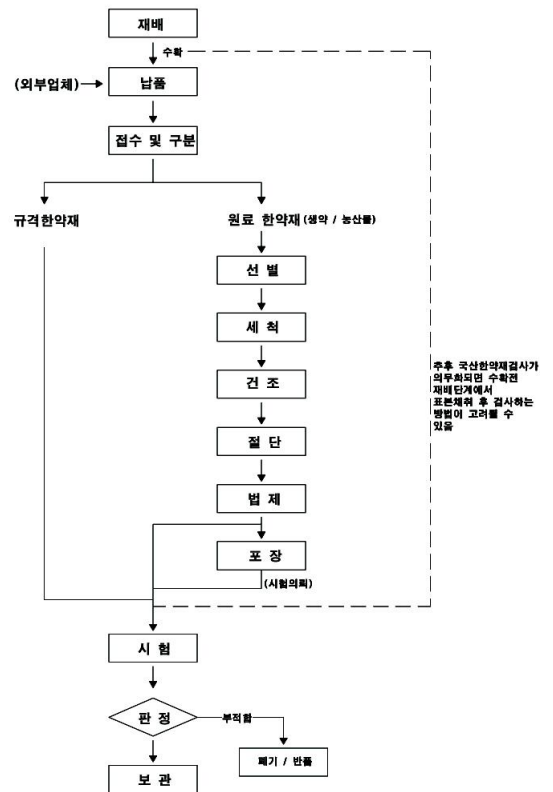 재배
수확
(외부업체)
납품
접수 및 구분
규격한약재
원료 한약재 (생약 / 농산물)
선 별
세 척
건 조
절 단
법 제
포 장
(시험의뢰)
추후 국산한약재검사가
의무화되면 수확전
재배단계에서
표본채취 후 검사하는
방법이 고려될 수
있음
시 험
판 정
부적합
폐기 / 반품
보 관